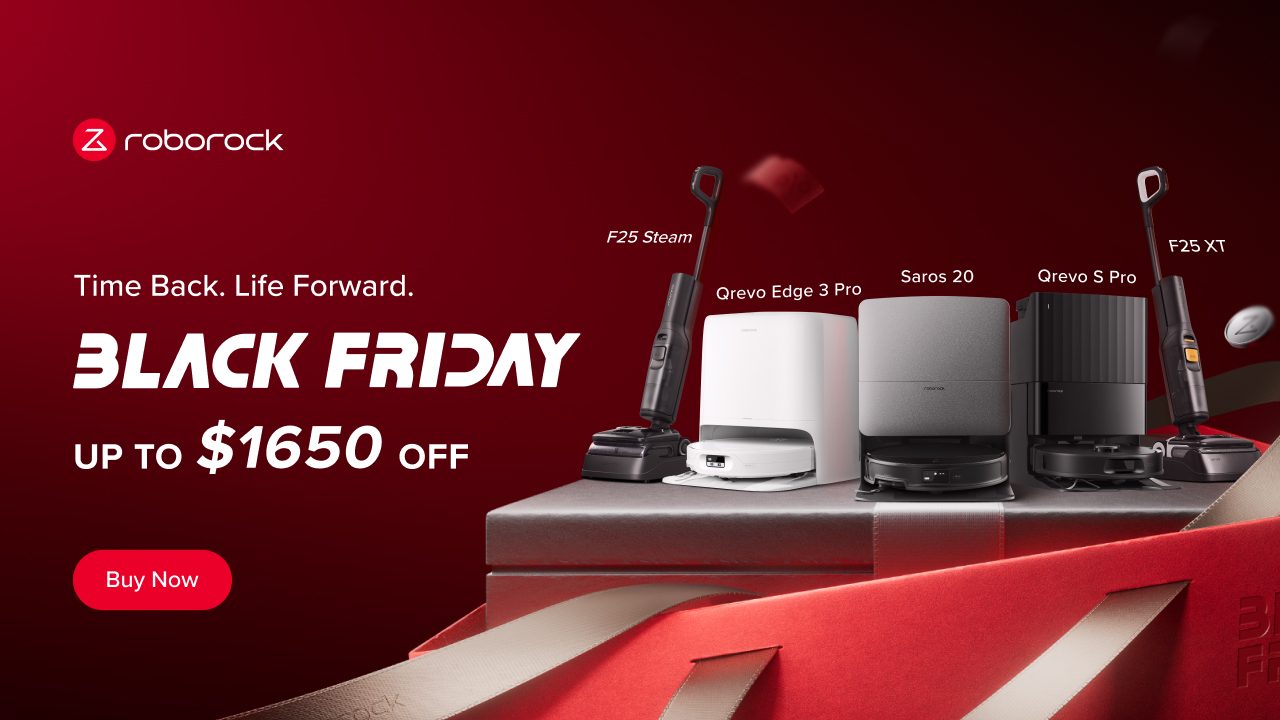 roborock
Time Back. Life Forward.
BLACK FRIDAY
UP TO $1650 OFF
Buy Now
F25 Steam
Qrevo Edge 3 Pro
Saros 20
Qrevo S Pro
F25 XT
roborock